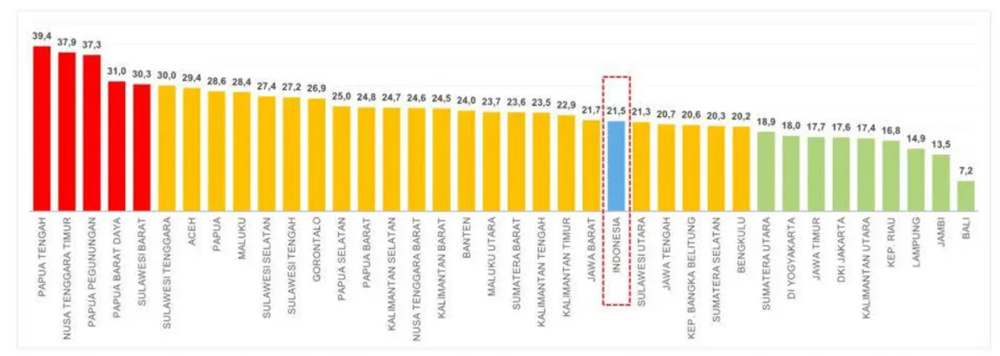 39,4
37,9
37,3
31,0
30,3
30,0
29,4
28,6
28,4
27,4
27,2
26,9
25,0
24,8
24,7
24,6
24,5
24,0
23,7
23,6
23,5
22,9
21,7
21,5
21,3
20,7
20,6
20,3
20,2
18,9
18,0
17,7
17,6
17,4
16,8
14,9
13,5
7,2
PAPUA TENGAH
NUSA TENGGARA TIMUR
PAPUA PEGUNUNGAN
PAPUA BARAT DAYA
SULAWESI BARAT
SULAWESI TENGGARA
ACEH
PAPUA
MALUKU
SULAWESI SELATAN
SULAWESI TENGAH
GORONTALO
PAPUA SELATAN
PAPUA BARAT
KALIMANTAN SELATAN
NUSA TENGGARA BARAT
KALIMANTAN BARAT
BANTEN
MALUKU UTARA
SUMATERA BARAT
KALIMANTAN TENGAH
KALIMANTAN TIMUR
JAWA BARAT
INDONESIA
SULAWESI UTARA
JAWA TENGAH
KEP. BANGKA BELITUNG
SUMATERA SELATAN
BENGKULU
SUMATERA UTARA
DI YOGYAKARTA
JAWA TIMUR
DKI JAKARTA
KALIMANTAN UTARA
KEP. RIAU
LAMPUNG
JAMBI
BALI